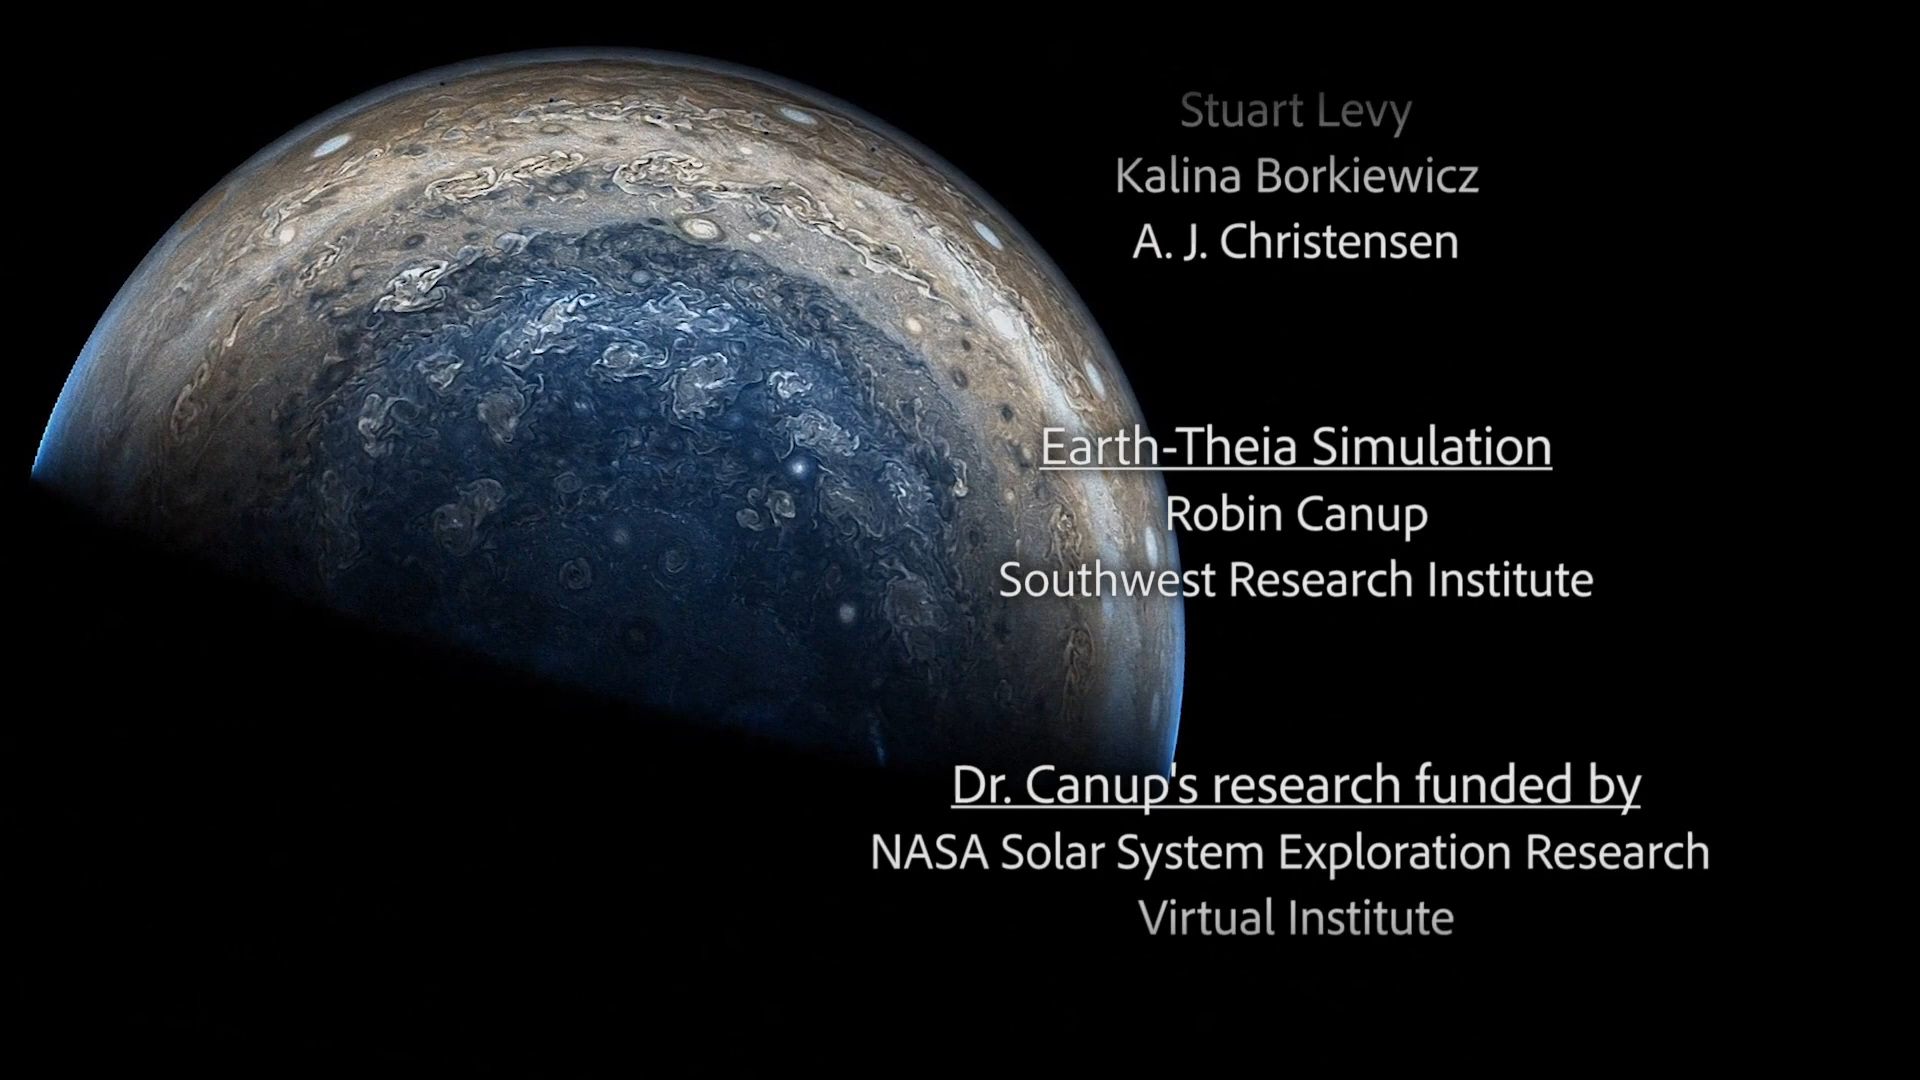 Stuart Levy
Kalina Borkiewicz
A. J. Christensen
Earth-Theia Simulation
Robin Canup
Southwest Research Institute
Dr. Canup's research funded by
NASA Solar System Exploration Research
Virtual Institute